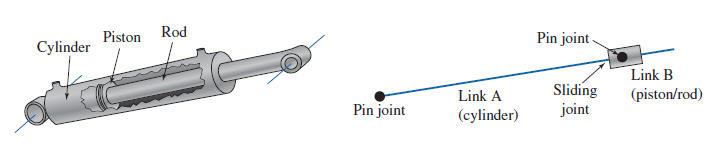 Cylinder
Piston
Rod
Pin joint
Link A
(cylinder)
Sliding
joint
Pin joint
Link B
(piston/rod)